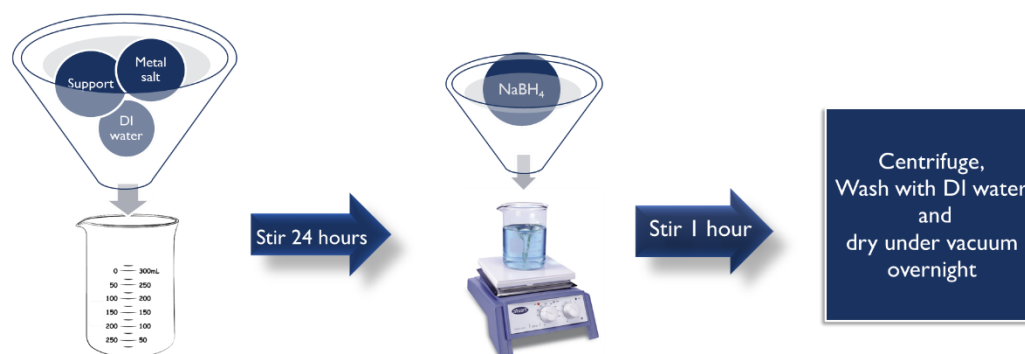 Support
Metal
salt
DI
water
0 300mL
50 250
100 200
150 150
200 100
250 50
Stir 24 hours
NaBH₄
Stir 1 hour
Centrifuge,
Wash with DI water
and
dry under vacuum
overnight